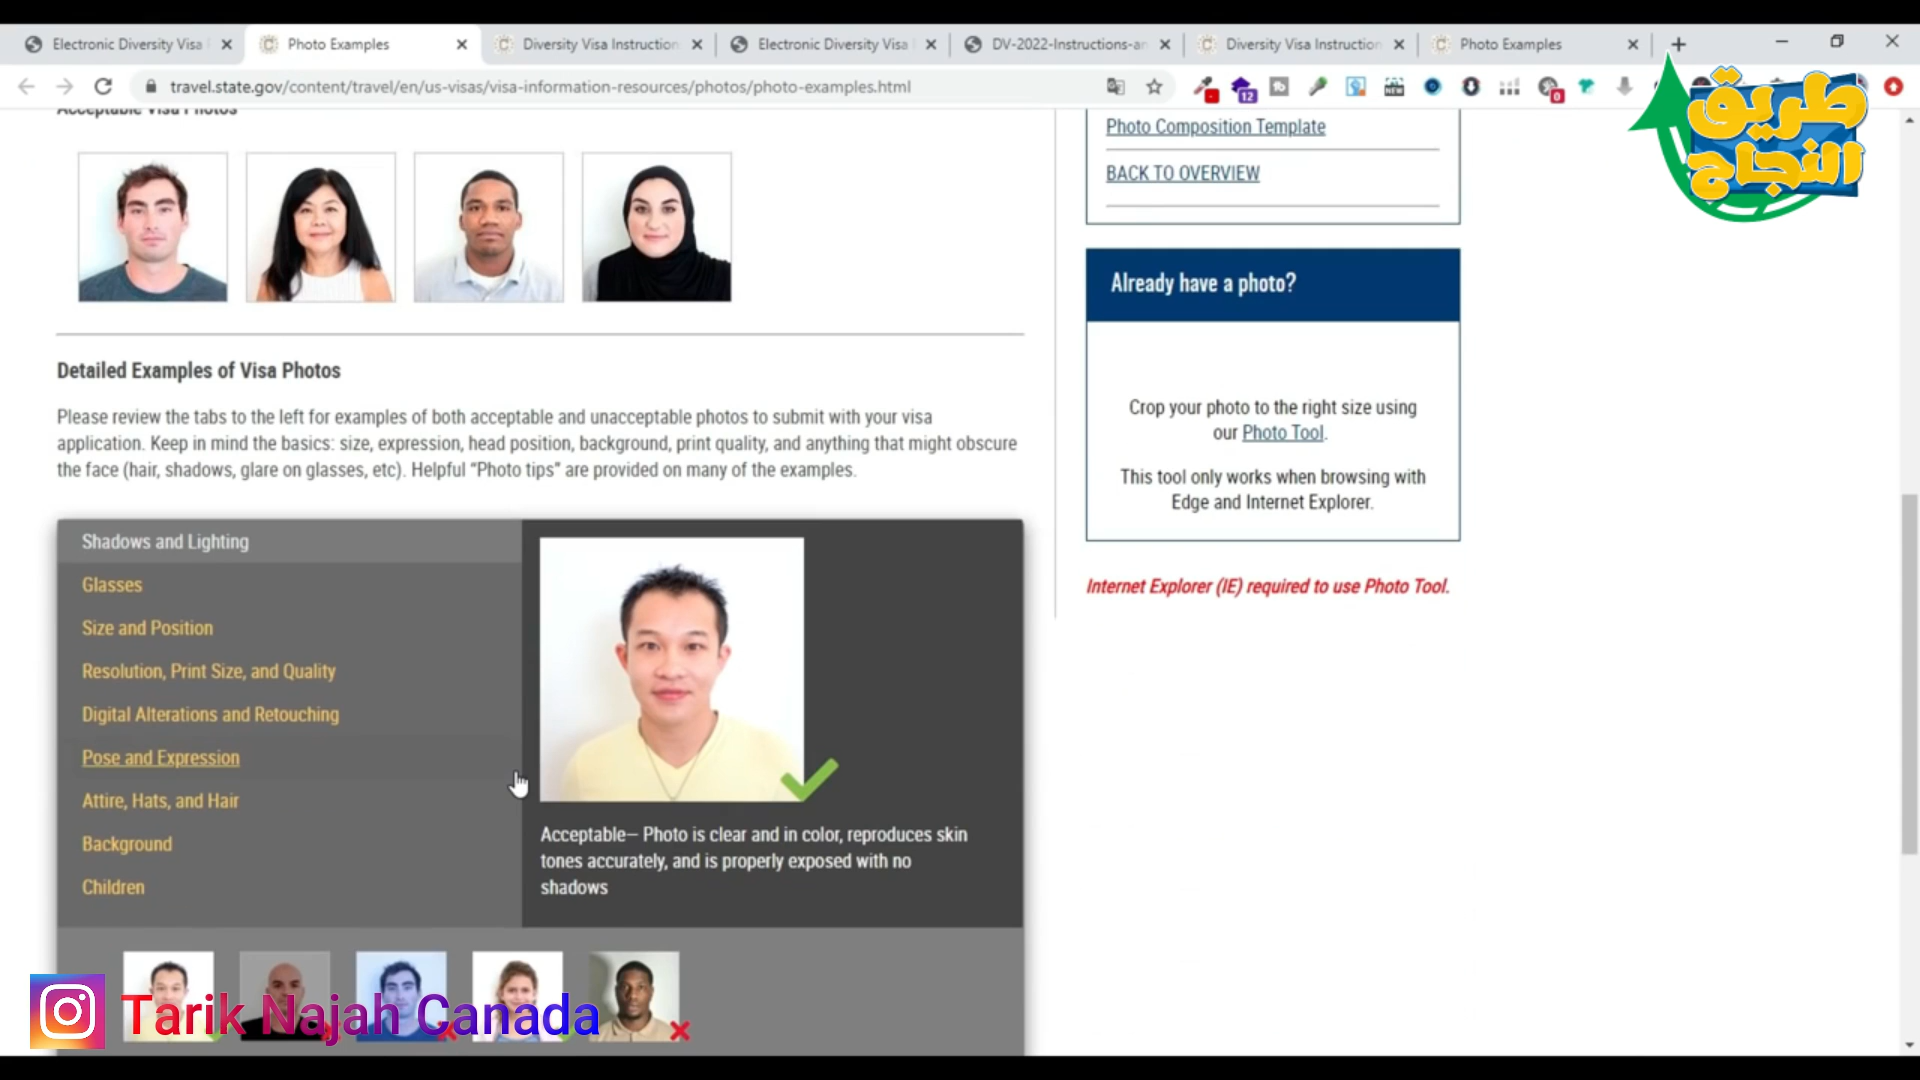 Electronic Diversity Visa
Photo Examples
Diversity Visa Instruction
Electronic Diversity Visa
DV-2022-Instructions-an
Diversity Visa Instruction
Photo Examples
travel.state.gov/content/travel/en/us-visas/visa-information-resources/photos/photo-examples.html
12
NEW
0
طريق
النجاح
Acceptable Visa Photos
Photo Composition Template
BACK TO OVERVIEW
Already have a photo?
Crop your photo to the right size using
our Photo Tool.
This tool only works when browsing with
Edge and Internet Explorer.
Internet Explorer (IE) required to use Photo Tool.
Detailed Examples of Visa Photos
Please review the tabs to the left for examples of both acceptable and unacceptable photos to submit with your visa
application. Keep in mind the basics: size, expression, head position, background, print quality, and anything that might obscure
the face (hair, shadows, glare on glasses, etc). Helpful “Photo tips” are provided on many of the examples.
Shadows and Lighting
Glasses
Size and Position
Resolution, Print Size, and Quality
Digital Alterations and Retouching
Pose and Expression
Attire, Hats, and Hair
Background
Children
Acceptable– Photo is clear and in color, reproduces skin
tones accurately, and is properly exposed with no
shadows
Tarik Najah Canada